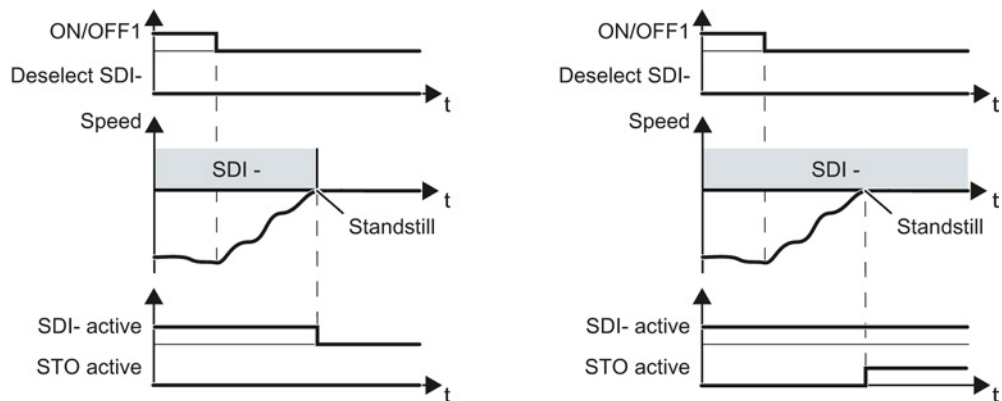 ON/OFF1
Deselect SDI-
t
Speed
SDI -
t
Standstill
SDI- active
STO active
t
ON/OFF1
Deselect SDI-
t
Speed
SDI -
t
Standstill
SDI- active
STO active
t